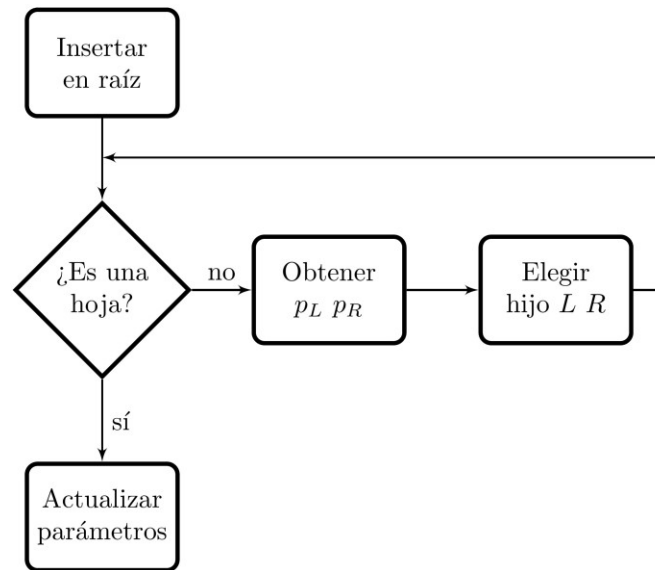 Insertar
en raíz
¿Es una
hoja?
no
Obtener
p_L p_R
Elegir
hijo L R
sí
Actualizar
parámetros